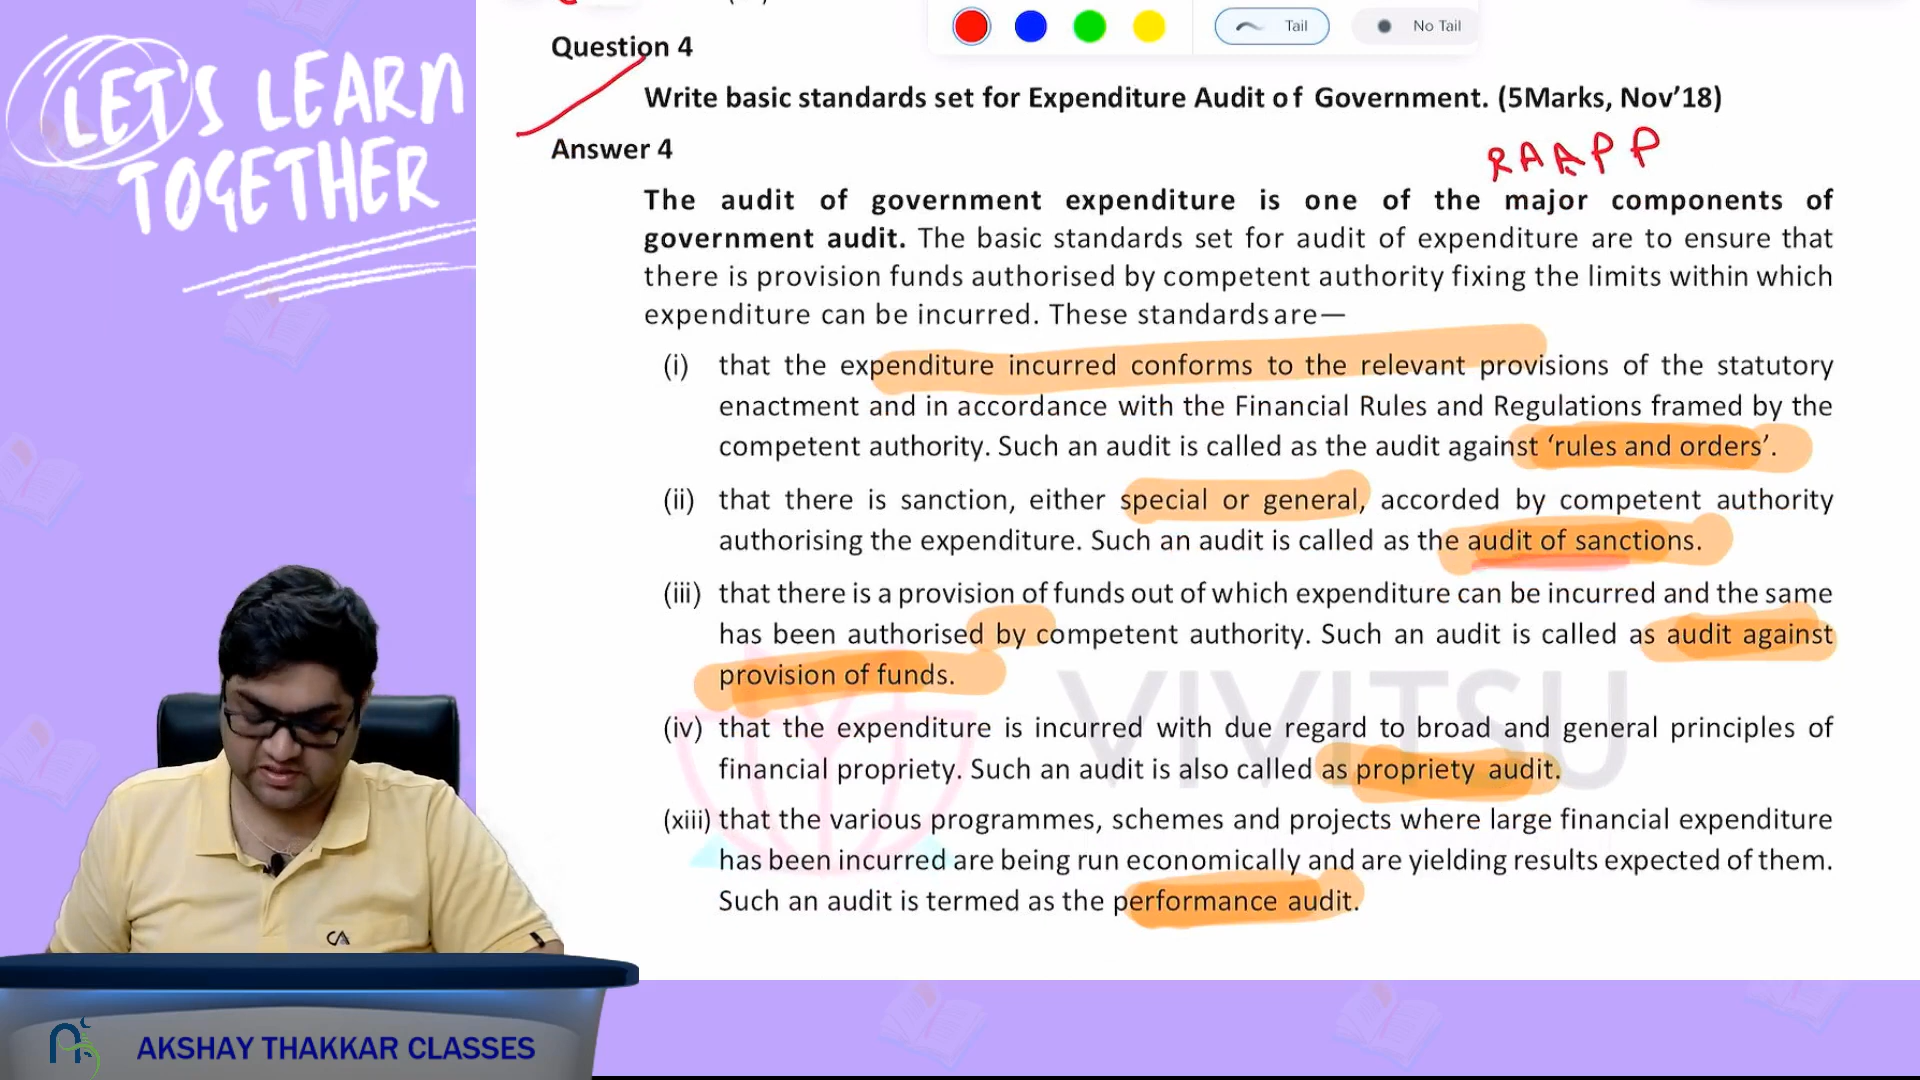 LET'S LEARN
TOGETHER
Tail
No Tail
Question 4
Write basic standards set for Expenditure Audit of Government. (5Marks, Nov'18)
Answer 4
RAAPP
The audit of government expenditure is one of the major components of
government audit. The basic standards set for audit of expenditure are to ensure that
there is provision funds authorised by competent authority fixing the limits within which
expenditure can be incurred. These standards are—
(i) that the expenditure incurred conforms to the relevant provisions of the statutory
enactment and in accordance with the Financial Rules and Regulations framed by the
competent authority. Such an audit is called as the audit against ‘rules and orders’.
(ii) that there is sanction, either special or general, accorded by competent authority
authorising the expenditure. Such an audit is called as the audit of sanctions.
(iii) that there is a provision of funds out of which expenditure can be incurred and the same
has been authorised by competent authority. Such an audit is called as audit against
provision of funds.
(iv) that the expenditure is incurred with due regard to broad and general principles of
financial propriety. Such an audit is also called as propriety audit.
(xiii) that the various programmes, schemes and projects where large financial expenditure
has been incurred are being run economically and are yielding results expected of them.
Such an audit is termed as the performance audit.
VIVITSU
CA
AKSHAY THAKKAR CLASSES